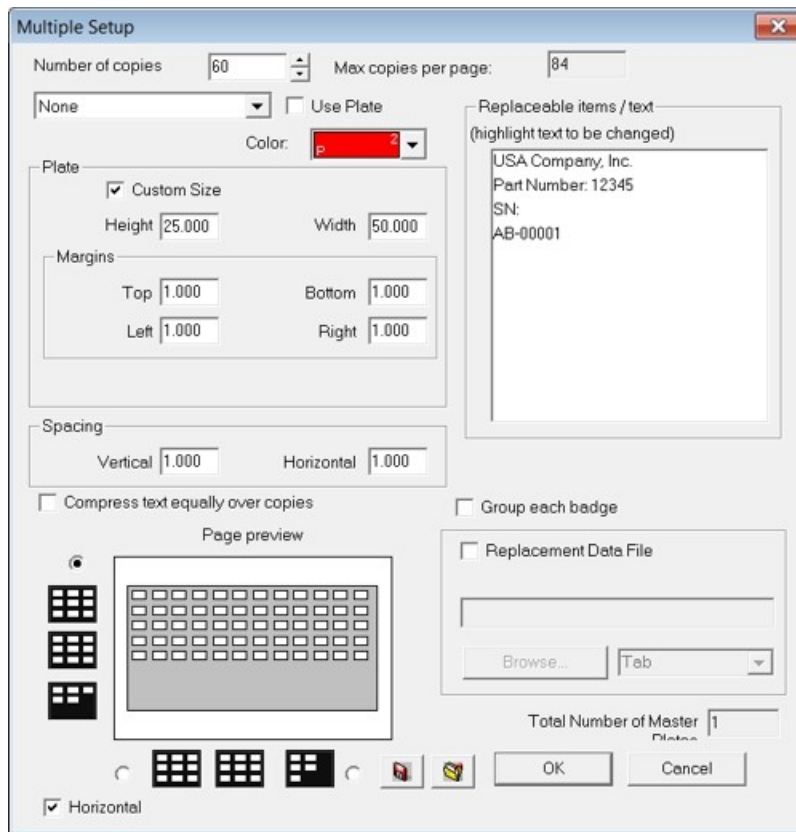 Multiple Setup
Number of copies 60 Max copies per page: 84
None Use Plate
Color: P 2
Replaceable items / text
(highlight text to be changed)
USA Company, Inc.
Part Number: 12345
SN:
AB-00001
Plate
Custom Size
Height 25.000 Width 50.000
Margins
Top 1.000 Bottom 1.000
Left 1.000 Right 1.000
Spacing
Vertical 1.000 Horizontal 1.000
Compress text equally over copies
Group each badge
Page preview
Replacement Data File
Browse... Tab
Total Number of Master 1
Plates
OK Cancel
Horizontal